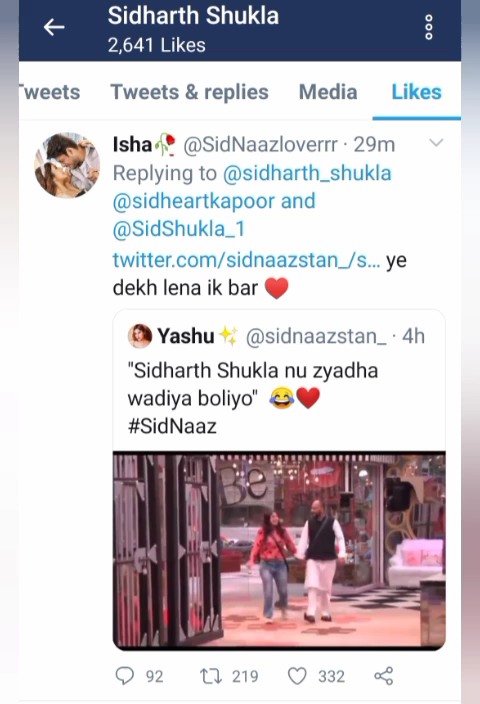 Sidharth Shukla
2,641 Likes
Tweets Tweets & replies Media Likes
Isha🥀 @SidNaazloverrr · 29m
Replying to @sidharth_shukla
@sidheartkapoor and
@SidShukla_1
twitter.com/sidnaazstan_/s... ye
dekh lena ik bar ♥️
Yashu✨ @sidnaazstan_ · 4h
"Sidharth Shukla nu zyadha
wadiya boliyo" 😂♥️
#SidNaaz
Be
92 219 332